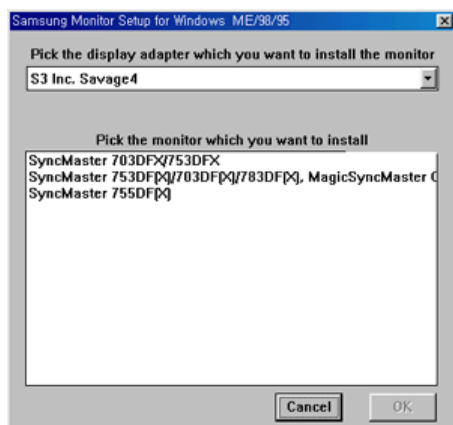 Samsung Monitor Setup for Windows ME/98/95
Pick the display adapter which you want to install the monitor
S3 Inc. Savage4
Pick the monitor which you want to install
SyncMaster 703DFX/753DFX
SyncMaster 753DF[X]/703DF[X]/783DF[X], MagicSyncMaster
SyncMaster 755DF[X]
Cancel OK